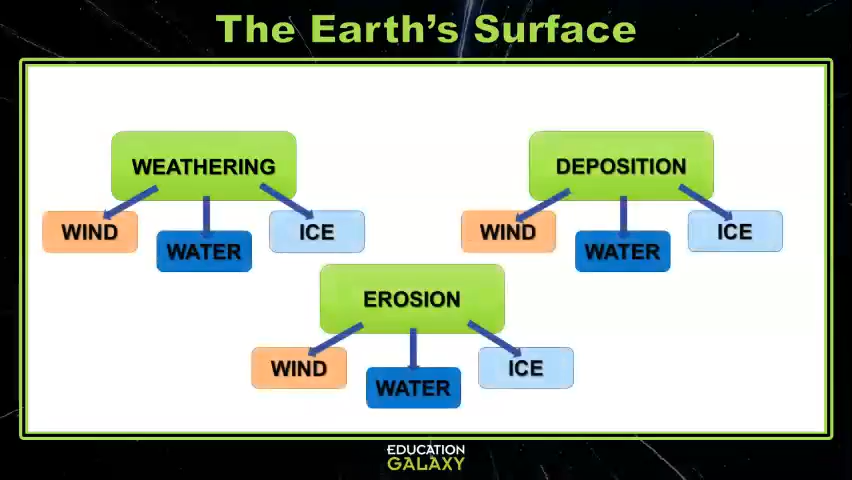 The Earth's Surface
WEATHERING
WIND
WATER
ICE
DEPOSITION
WIND
WATER
ICE
EROSION
WIND
WATER
ICE
EDUCATION
GALAXY